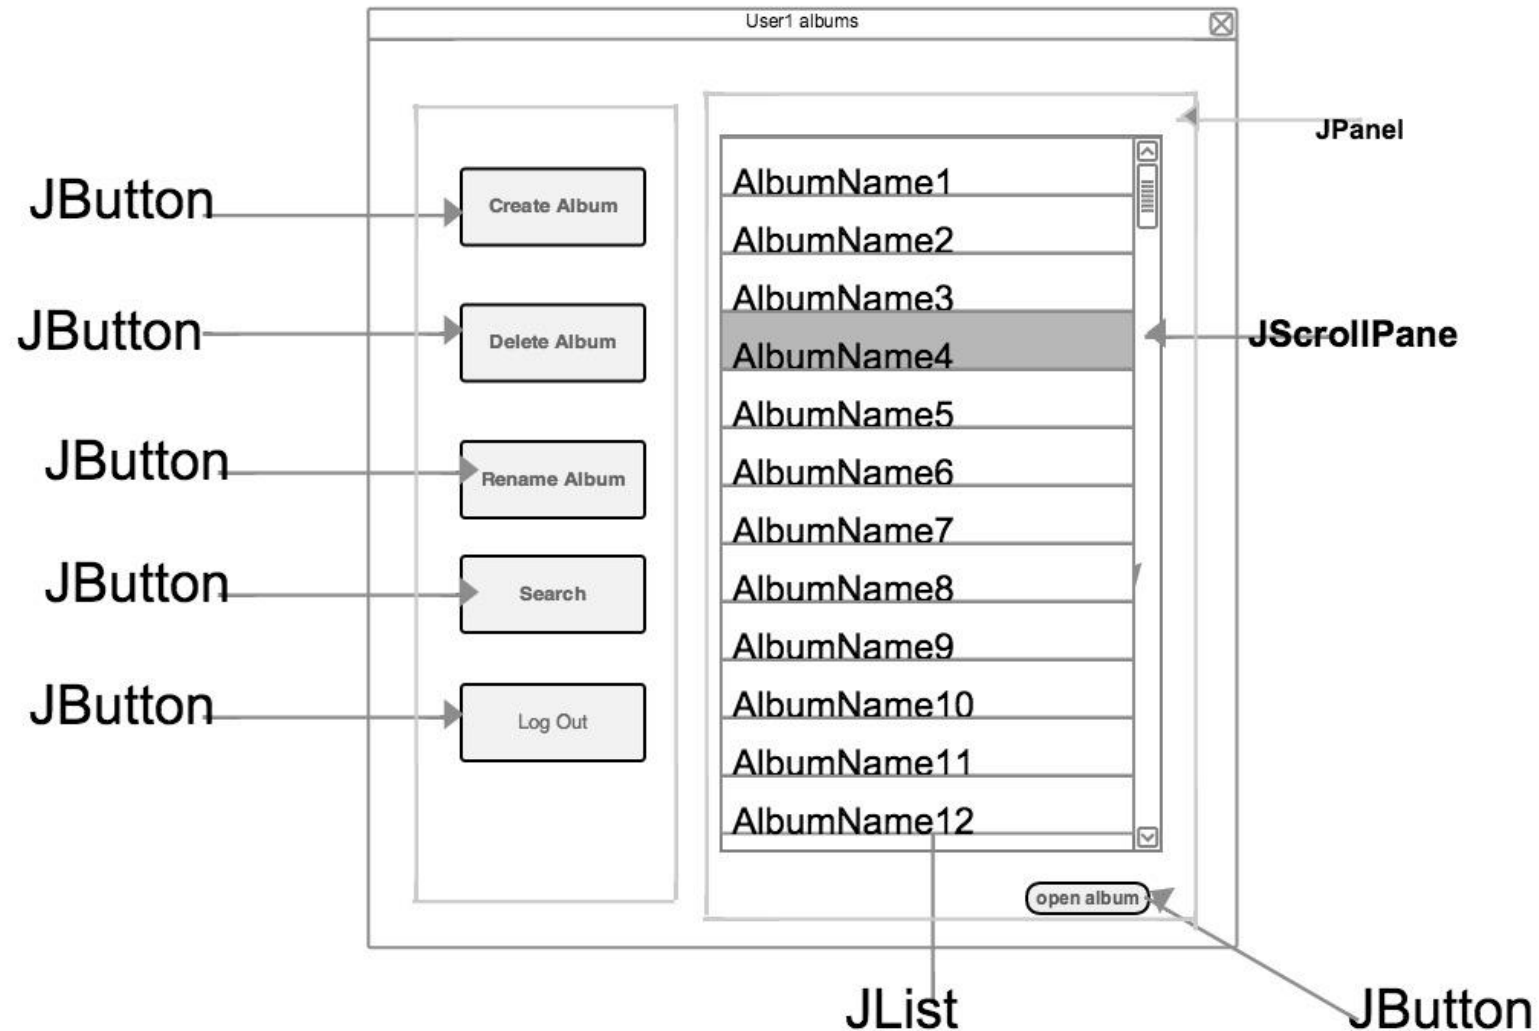 User1 albums
JPanel
JButton
Create Album
JButton
Delete Album
JButton
Rename Album
JButton
Search
JButton
Log Out
AlbumName1
AlbumName2
AlbumName3
AlbumName4
AlbumName5
AlbumName6
AlbumName7
AlbumName8
AlbumName9
AlbumName10
AlbumName11
AlbumName12
JScrollPane
open album
JList
JButton